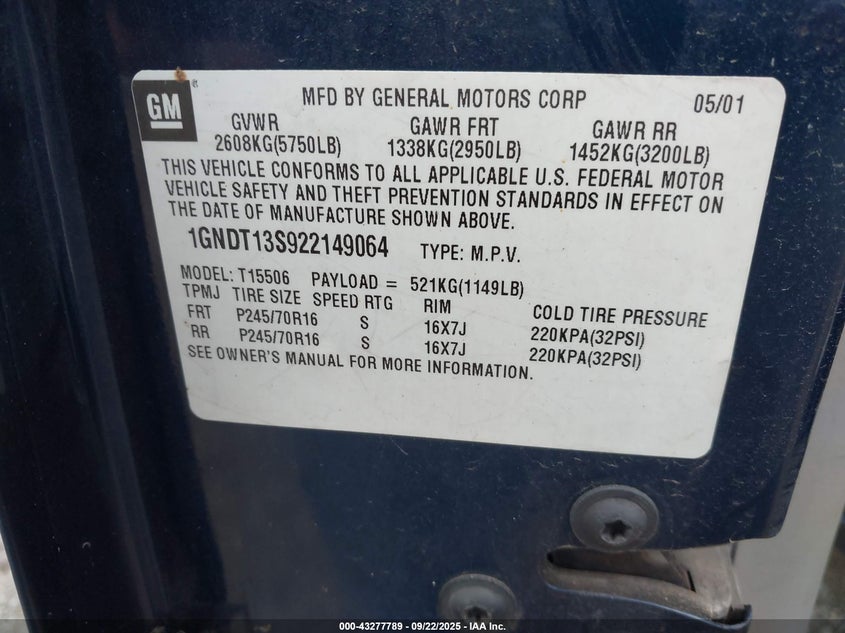 GM
®
MFD BY GENERAL MOTORS CORP 05/01
GVWR GAWR FRT GAWR RR
2608KG(5750LB) 1338KG(2950LB) 1452KG(3200LB)
THIS VEHICLE CONFORMS TO ALL APPLICABLE U.S. FEDERAL MOTOR
VEHICLE SAFETY AND THEFT PREVENTION STANDARDS IN EFFECT ON
THE DATE OF MANUFACTURE SHOWN ABOVE.
1GNDT13S922149064 TYPE: M.P.V.
MODEL: T15506 PAYLOAD = 521KG(1149LB)
TPMJ TIRE SIZE SPEED RTG RIM COLD TIRE PRESSURE
FRT P245/70R16 S 16X7J 220KPA(32PSI)
RR P245/70R16 S 16X7J 220KPA(32PSI)
SEE OWNER'S MANUAL FOR MORE INFORMATION.
000-43277789 - 09/22/2025 - IAA Inc.